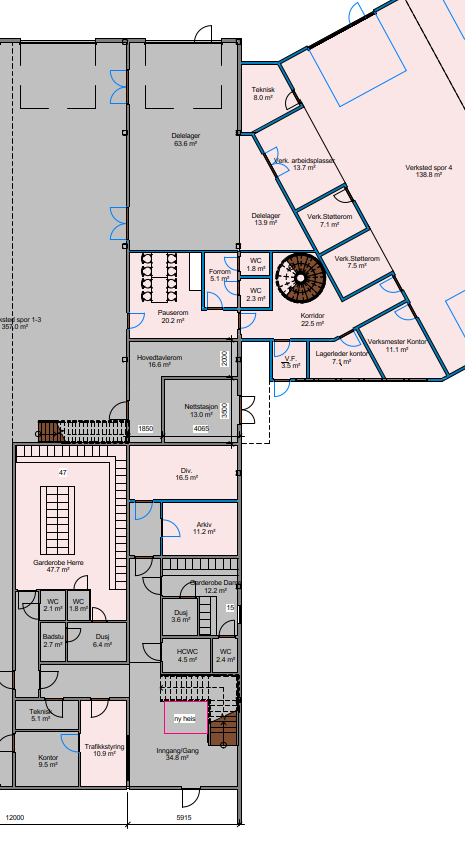 Teknisk
8.0 m²
Delelager
63.6 m²
Verk. arbeidsplasser
13.7 m²
Verksted spor 4
138.8 m²
Delelager
13.9 m²
Verk.Støtterom
7.1 m²
WC
1.8 m²
Verk.Støtterom
7.5 m²
Forrom
5.1 m²
WC
2.3 m²
Pauserom
20.2 m²
Korridor
22.5 m²
ksted spor 1-3
357.0 m²
Verksmester Kontor
11.1 m²
Hovedtavlerom
16.6 m²
2000
V.F.
3.5 m²
Lagerleder kontor
7.1 m²
Nettstasjon
13.0 m²
3500
1850
4065
47
Div.
16.5 m²
Arkiv
11.2 m²
Garderobe Herre
47.7 m²
Garderobe Dame
12.2 m²
WC
2.1 m²
WC
1.8 m²
15
Dusj
3.6 m²
Badstu
2.7 m²
Dusj
6.4 m²
HCWC
4.5 m²
WC
2.4 m²
Teknisk
5.1 m²
ny heis
Trafikkstyring
10.9 m²
Inngang/Gang
34.8 m²
Kontor
9.5 m²
12000
5915